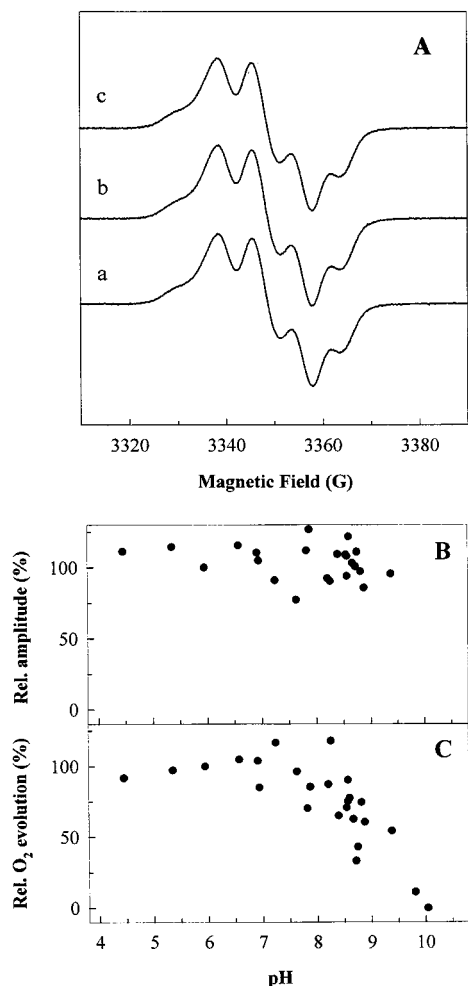 A
c
b
a
3320 3340 3360 3380
Magnetic Field (G)
B
Rel. amplitude (%)
100
50
0
C
Rel. O₂ evolution (%)
100
50
0
4 5 6 7 8 9 10
pH